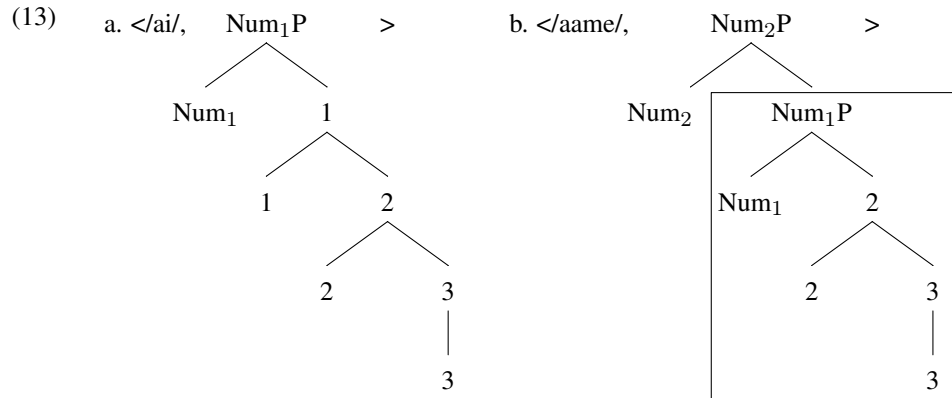 (13) a. </ai/, Num₁P > b. </aame/, Num₂P >
Num₁ 1 Num₂ Num₁P
1 2 Num₁ 2
2 3 2 3
3 3